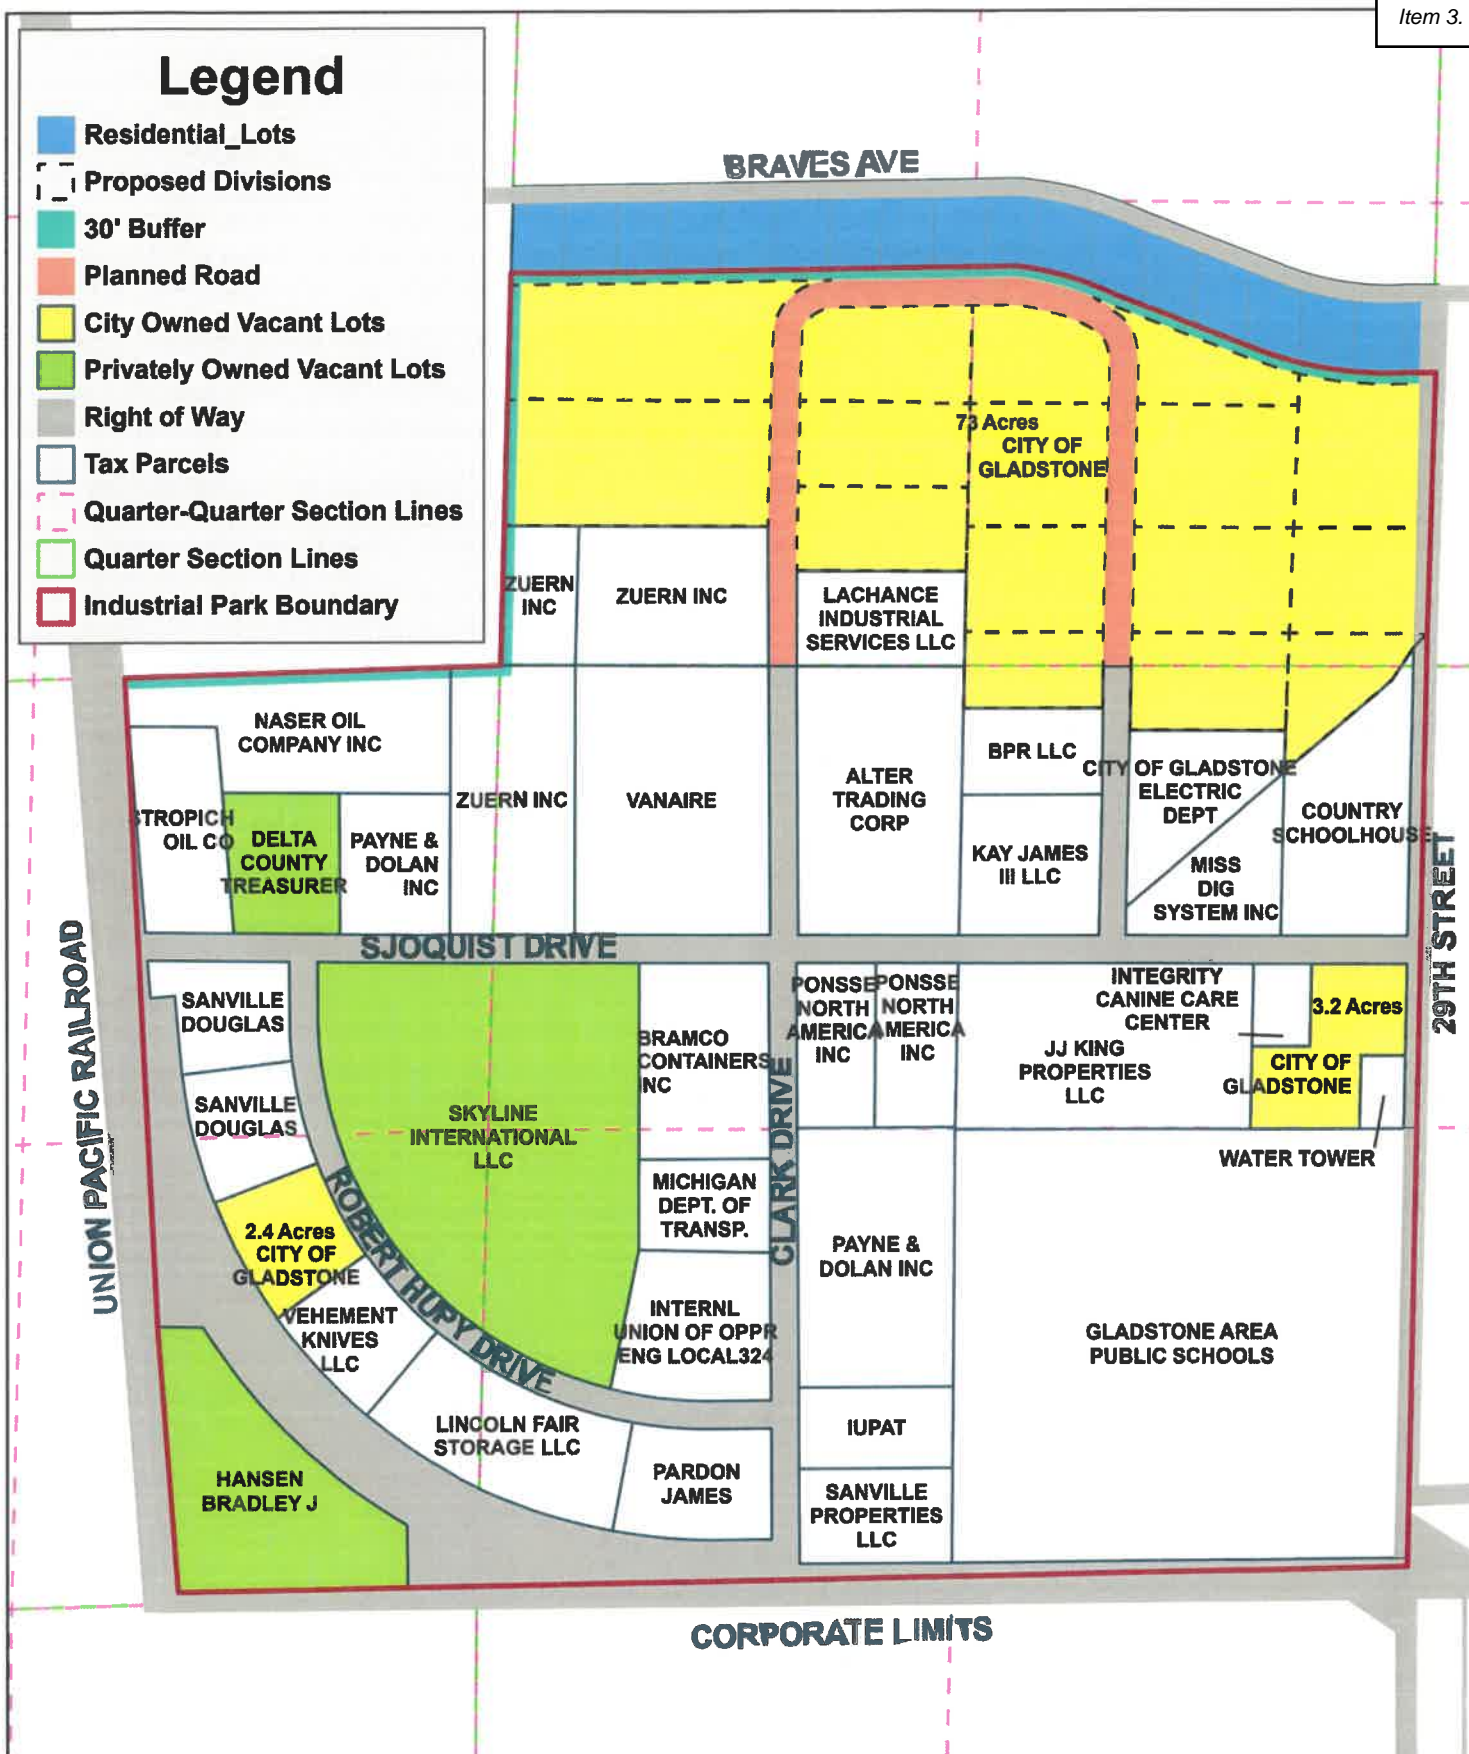 Item 3.
Legend
Residential_Lots
Proposed Divisions
30' Buffer
Planned Road
City Owned Vacant Lots
Privately Owned Vacant Lots
Right of Way
Tax Parcels
Quarter-Quarter Section Lines
Quarter Section Lines
Industrial Park Boundary
BRAVES AVE
73 Acres
CITY OF
GLADSTONE
ZUERN
INC
ZUERN INC
LACHANCE
INDUSTRIAL
SERVICES LLC
NASER OIL
COMPANY INC
STROPICH
OIL CO
DELTA
COUNTY
TREASURER
PAYNE &
DOLAN
INC
ZUERN INC
VANAIRE
ALTER
TRADING
CORP
BPR LLC
KAY JAMES
III LLC
CITY OF GLADSTONE
ELECTRIC
DEPT
MISS
DIG
SYSTEM INC
COUNTRY
SCHOOLHOUSE
29TH STREET
SJOQUIST DRIVE
UNION PACIFIC RAILROAD
SANVILLE
DOUGLAS
SANVILLE
DOUGLAS
2.4 Acres
CITY OF
GLADSTONE
VEHEMENT
KNIVES
LLC
ROBERT HUPY DRIVE
SKYLINE
INTERNATIONAL
LLC
BRAMCO
CONTAINERS
INC
MICHIGAN
DEPT. OF
TRANSP.
INTERNL
UNION OF OPPR
ENG LOCAL324
CLARK DRIVE
PONSSE
NORTH
AMERICA
INC
PONSSE
NORTH
AMERICA
INC
JJ KING
PROPERTIES
LLC
INTEGRITY
CANINE CARE
CENTER
3.2 Acres
CITY OF
GLADSTONE
WATER TOWER
PAYNE &
DOLAN INC
GLADSTONE AREA
PUBLIC SCHOOLS
IUPAT
SANVILLE
PROPERTIES
LLC
LINCOLN FAIR
STORAGE LLC
PARDON
JAMES
HANSEN
BRADLEY J
CORPORATE LIMITS